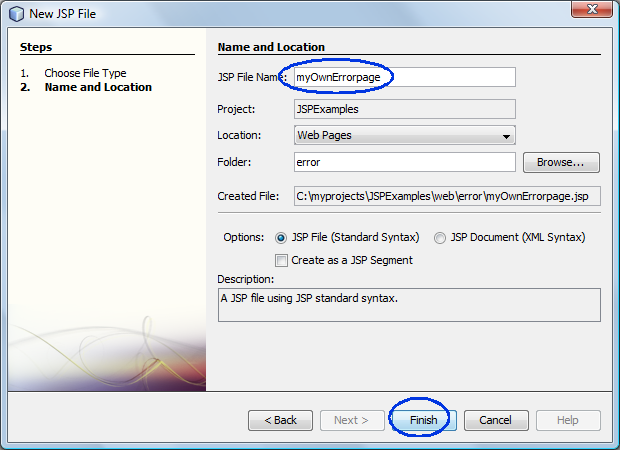 New JSP File
Steps
1. Choose File Type
2. Name and Location
Name and Location
JSP File Name: myOwnErrorpage
Project: JSPExamples
Location: Web Pages
Folder: error Browse...
Created File: C:\myprojects\JSPExamples\web\error\myOwnErrorpage.jsp
Options: JSP File (Standard Syntax) JSP Document (XML Syntax)
Create as a JSP Segment
Description:
A JSP file using JSP standard syntax.
< Back Next > Finish Cancel Help